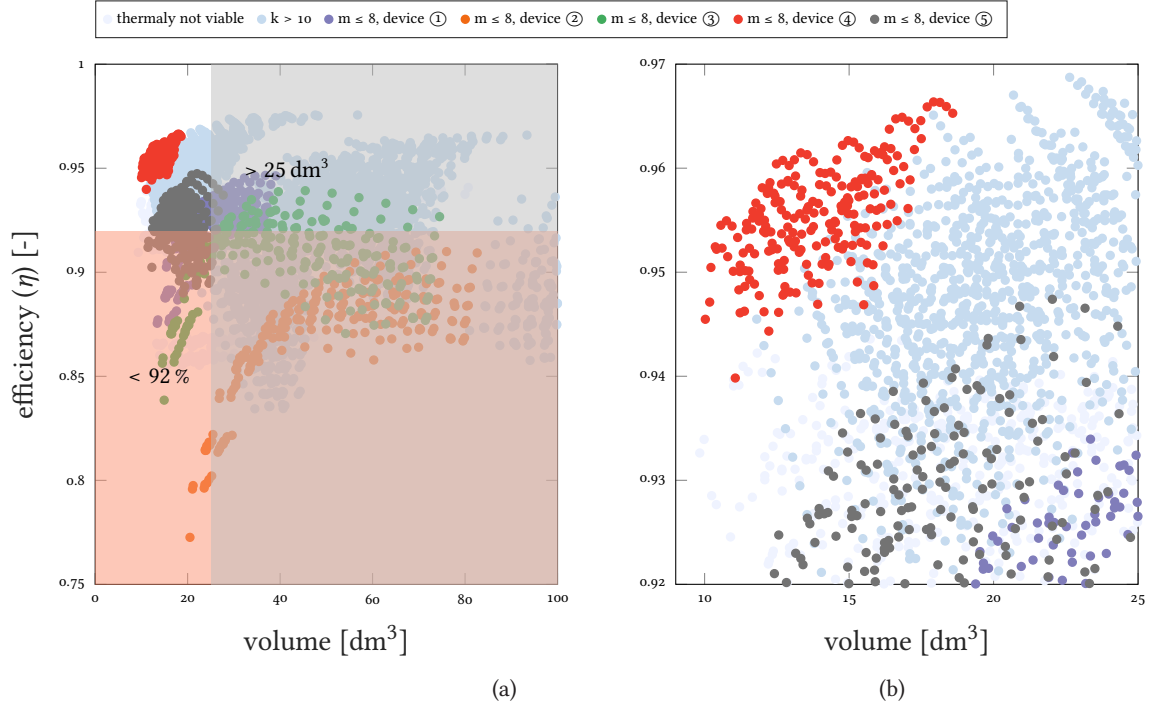 thermaly not viable k > 10 m ≤ 8, device ① m ≤ 8, device ② m ≤ 8, device ③ m ≤ 8, device ④ m ≤ 8, device ⑤
1
0.95
0.9
0.85
0.8
0.75
0 20 40 60 80 100
efficiency (η) [-]
volume [dm³]
> 25 dm³
< 92 %
(a)
0.97
0.96
0.95
0.94
0.93
0.92
10 15 20 25
volume [dm³]
(b)